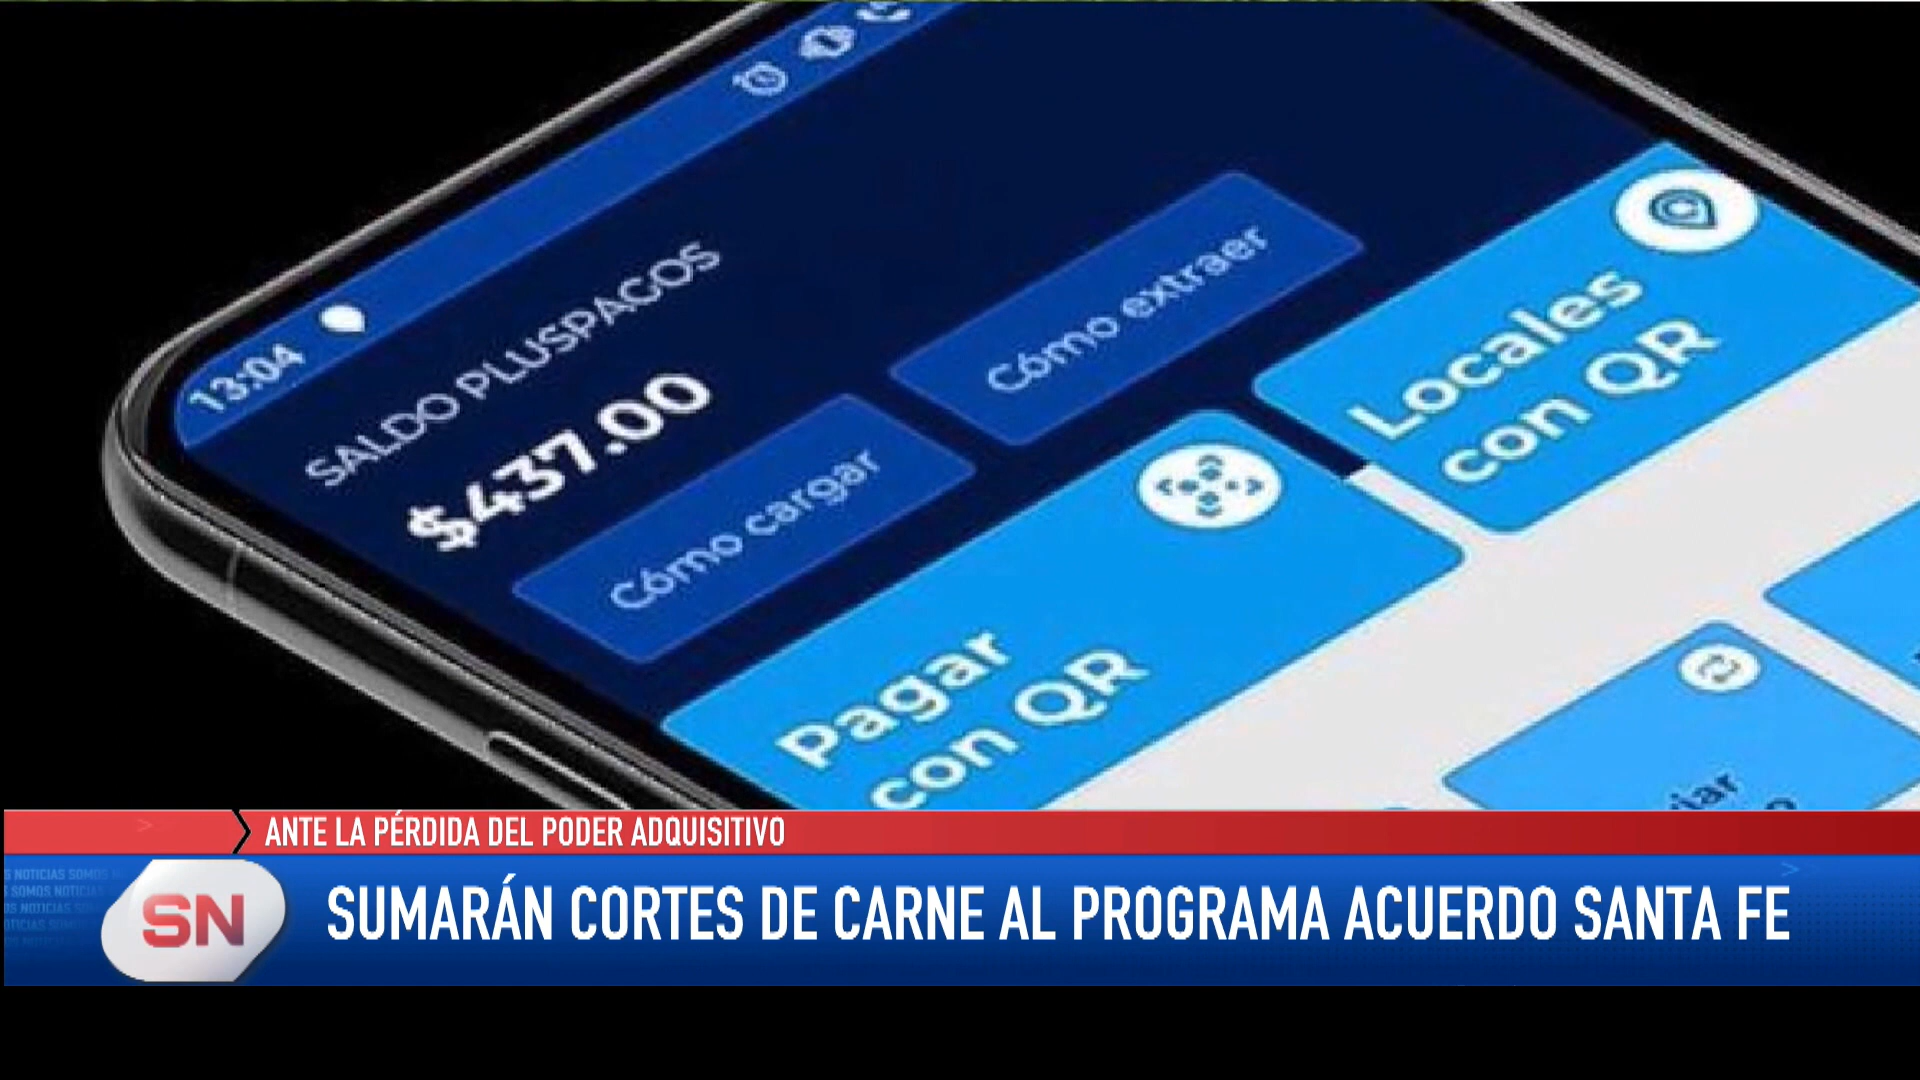 13:04
SALDO PLUSPAGOS
$437.00
Cómo cargar
Cómo extraer
Pagar
con QR
Locales
con QR
ANTE LA PÉRDIDA DEL PODER ADQUISITIVO
SN
SUMARÁN CORTES DE CARNE AL PROGRAMA ACUERDO SANTA FE